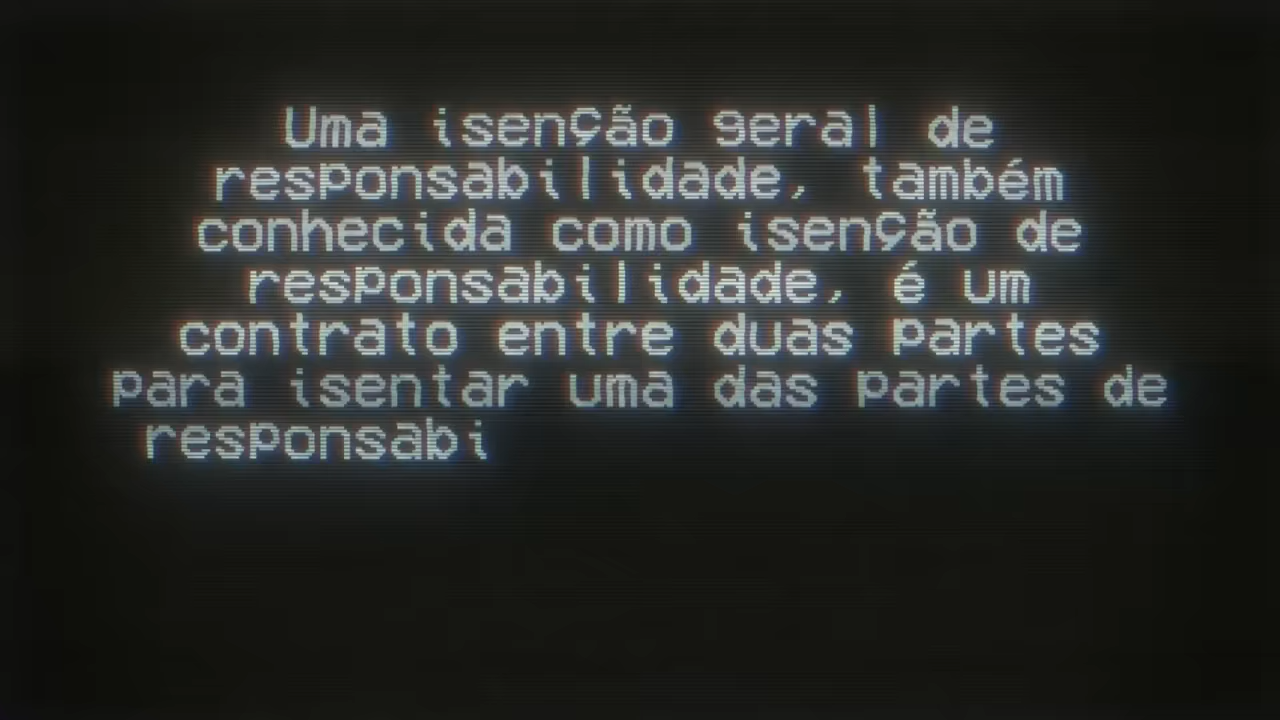 Uma isenção geral de
responsabilidade, também
conhecida como isenção de
responsabilidade, é um
contrato entre duas partes
para isentar uma das partes de
responsabi